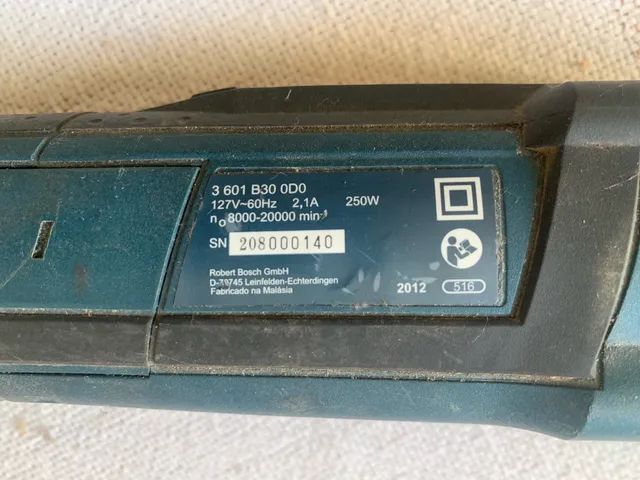 3 601 B30 0D0
127V~60Hz 2,1A 250W
n₀ 8000-20000 min⁻¹
SN 208000140
Robert Bosch GmbH
D-70745 Leinfelden-Echterdingen
Fabricado na Malásia
2012 516